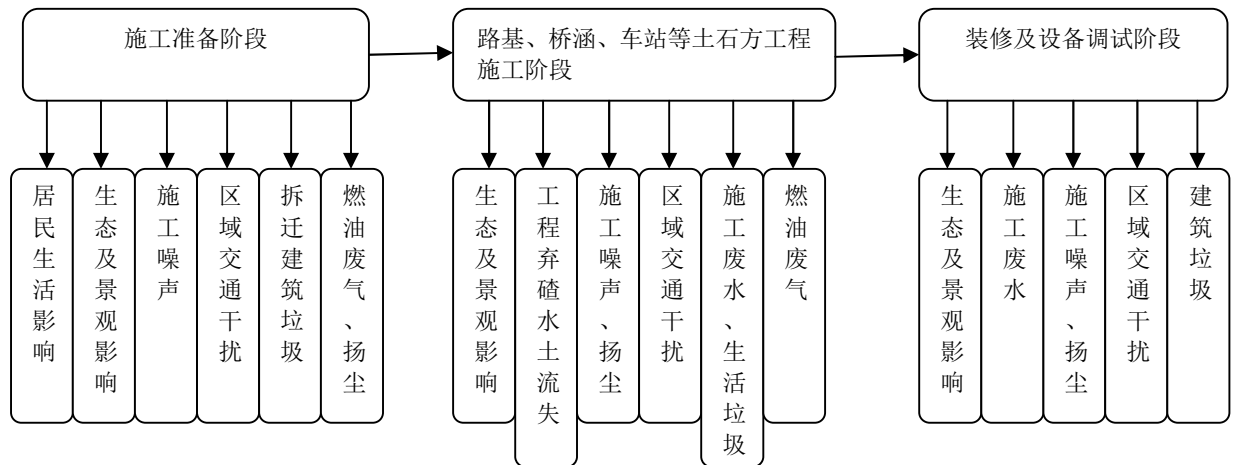 施工准备阶段
路基、桥涵、车站等土石方工程
施工阶段
装修及设备调试阶段
居民生活影响
生态及景观影响
施工噪声
区域交通干扰
拆迁建筑垃圾
燃油废气、扬尘
生态及景观影响
工程弃碴水土流失
施工噪声、扬尘
区域交通干扰
施工废水、生活垃圾
燃油废气
生态及景观影响
施工废水
施工噪声、扬尘
区域交通干扰
建筑垃圾